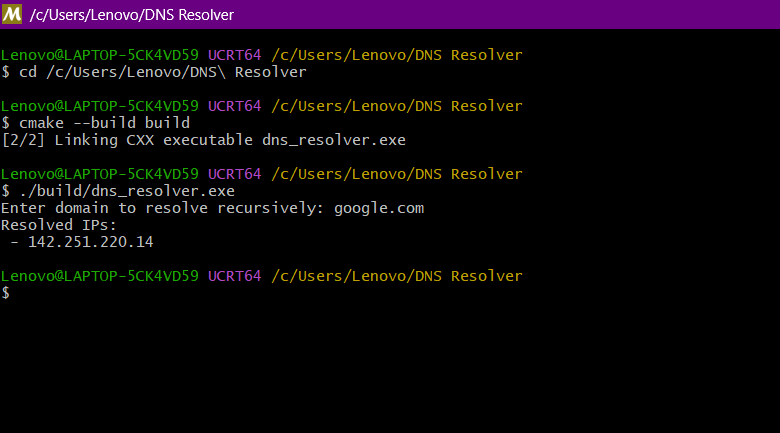 M /c/Users/Lenovo/DNS Resolver
Lenovo@LAPTOP-5CK4VD59 UCRT64 /c/Users/Lenovo/DNS Resolver
$ cd /c/Users/Lenovo/DNS\ Resolver
Lenovo@LAPTOP-5CK4VD59 UCRT64 /c/Users/Lenovo/DNS Resolver
$ cmake --build build
[2/2] Linking CXX executable dns_resolver.exe
Lenovo@LAPTOP-5CK4VD59 UCRT64 /c/Users/Lenovo/DNS Resolver
$ ./build/dns_resolver.exe
Enter domain to resolve recursively: google.com
Resolved IPs:
 - 142.251.220.14
Lenovo@LAPTOP-5CK4VD59 UCRT64 /c/Users/Lenovo/DNS Resolver
$